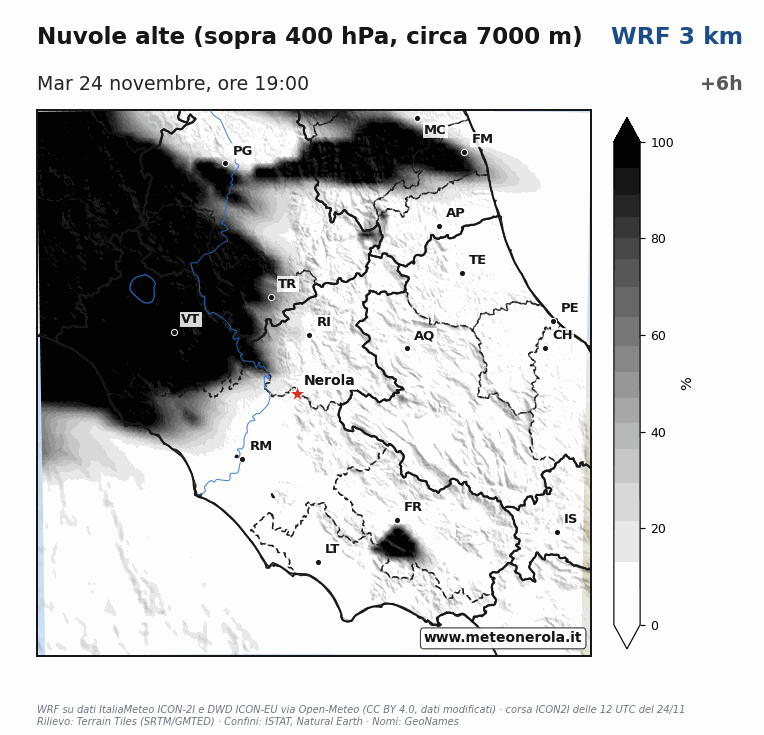 Nuvole alte (sopra 400 hPa, circa 7000 m)
WRF 3 km
Mar 24 novembre, ore 19:00
+6h
MC
FM
PG
AP
TE
TR
VT
RI
AQ
PE
CH
Nerola
RM
FR
IS
LT
www.meteonerola.it
100
80
60
40
20
0
%
WRF su dati ItaliaMeteo ICON-2I e DWD ICON-EU via Open-Meteo (CC BY 4.0, dati modificati) · corsa ICON2I delle 12 UTC del 24/11
Rilievo: Terrain Tiles (SRTM/GMTED) · Confini: ISTAT, Natural Earth · Nomi: GeoNames